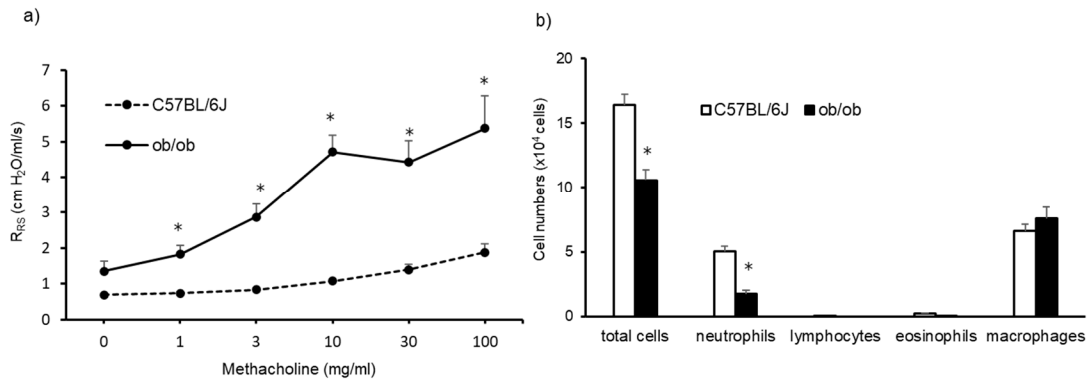 a)
R_RS (cm H₂O/ml/s)
7
6
5
4
3
2
1
0
C57BL/6J
ob/ob
*
*
*
*
*
0 1 3 10 30 100
Methacholine (mg/ml)
b)
Cell numbers (x10⁴ cells)
20
15
10
5
0
C57BL/6J ob/ob
*
*
total cells neutrophils lymphocytes eosinophils macrophages